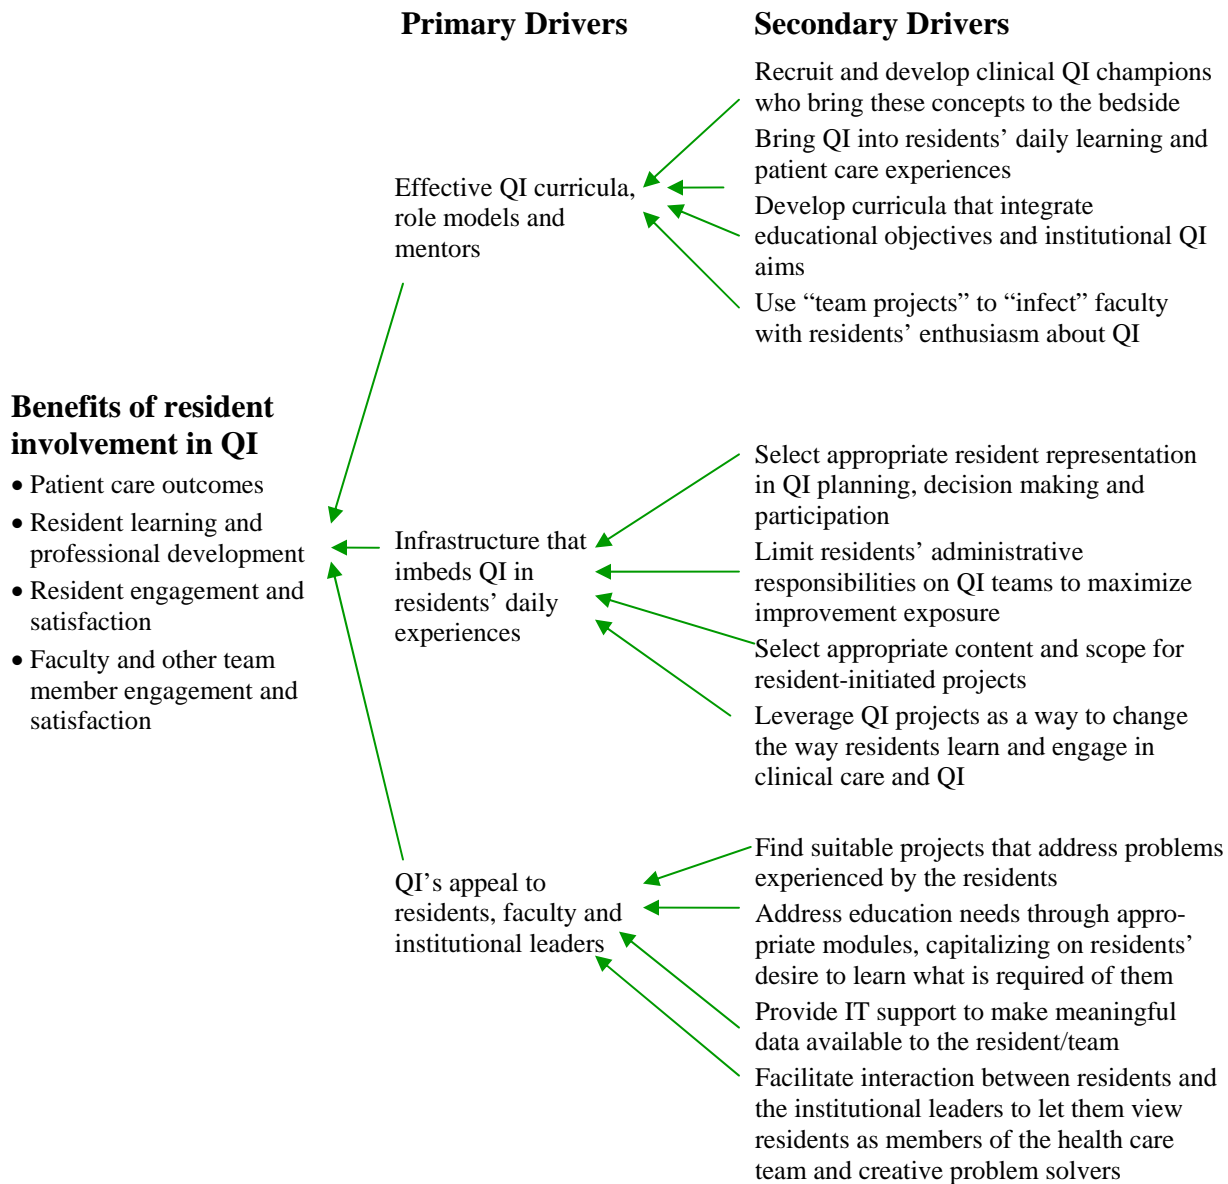 Primary Drivers
Secondary Drivers
Recruit and develop clinical QI champions
who bring these concepts to the bedside
Bring QI into residents’ daily learning and
patient care experiences
Develop curricula that integrate
educational objectives and institutional QI
aims
Use “team projects” to “infect” faculty
with residents’ enthusiasm about QI
Effective QI curricula,
role models and
mentors
Benefits of resident
involvement in QI
• Patient care outcomes
• Resident learning and
professional development
• Resident engagement and
satisfaction
• Faculty and other team
member engagement and
satisfaction
Infrastructure that
imbeds QI in
residents’ daily
experiences
Select appropriate resident representation
in QI planning, decision making and
participation
Limit residents’ administrative
responsibilities on QI teams to maximize
improvement exposure
Select appropriate content and scope for
resident-initiated projects
Leverage QI projects as a way to change
the way residents learn and engage in
clinical care and QI
QI’s appeal to
residents, faculty and
institutional leaders
Find suitable projects that address problems
experienced by the residents
Address education needs through appro-
priate modules, capitalizing on residents’
desire to learn what is required of them
Provide IT support to make meaningful
data available to the resident/team
Facilitate interaction between residents and
the institutional leaders to let them view
residents as members of the health care
team and creative problem solvers